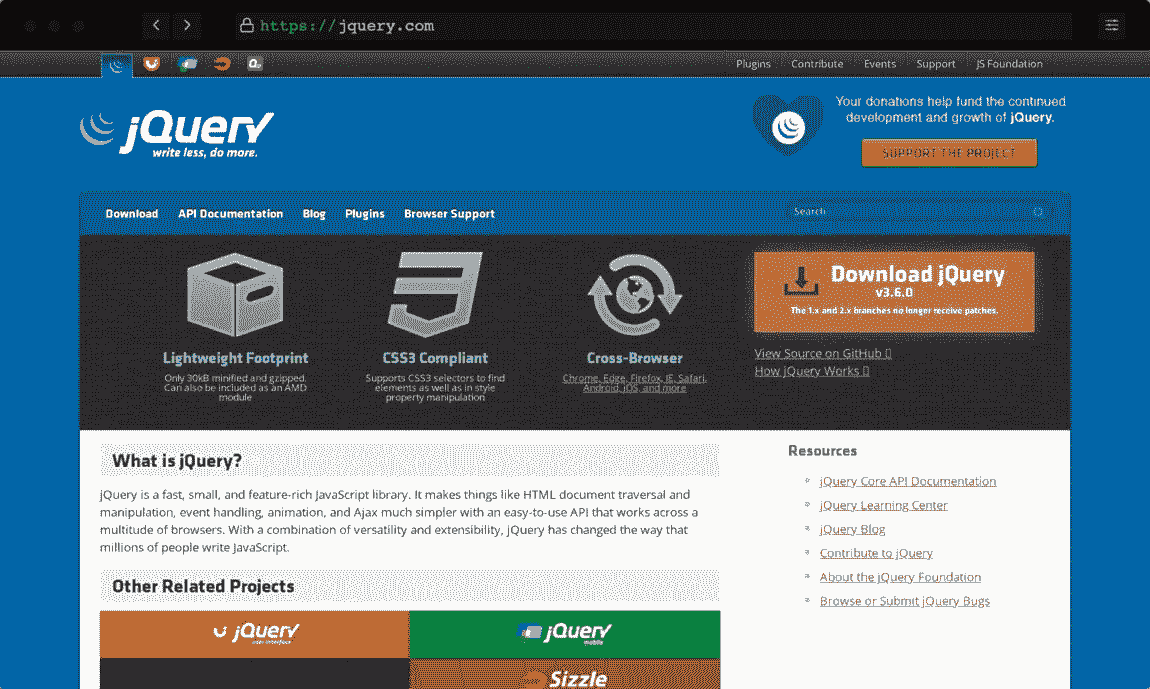 https://jquery.com
Plugins Contribute Events Support JS Foundation
jQuery
write less, do more.
Your donations help fund the continued
development and growth of jQuery.
SUPPORT THE PROJECT
Download API Documentation Blog Plugins Browser Support
Search
Lightweight Footprint
Only 30kB minified and gzipped.
Can also be included as an AMD
module
CSS3 Compliant
Supports CSS3 selectors to find
elements as well as in style
property manipulation
Cross-Browser
Chrome, Edge, Firefox, IE, Safari,
Android, iOS, and more
Download jQuery
v3.6.0
The 1.x and 2.x branches no longer receive patches.
View Source on GitHub
How jQuery Works
What is jQuery?
jQuery is a fast, small, and feature-rich JavaScript library. It makes things like HTML document traversal and
manipulation, event handling, animation, and Ajax much simpler with an easy-to-use API that works across a
multitude of browsers. With a combination of versatility and extensibility, jQuery has changed the way that
millions of people write JavaScript.
Other Related Projects
jQuery
user interface
jQuery
mobile
Sizzle
Resources
jQuery Core API Documentation
jQuery Learning Center
jQuery Blog
Contribute to jQuery
About the jQuery Foundation
Browse or Submit jQuery Bugs